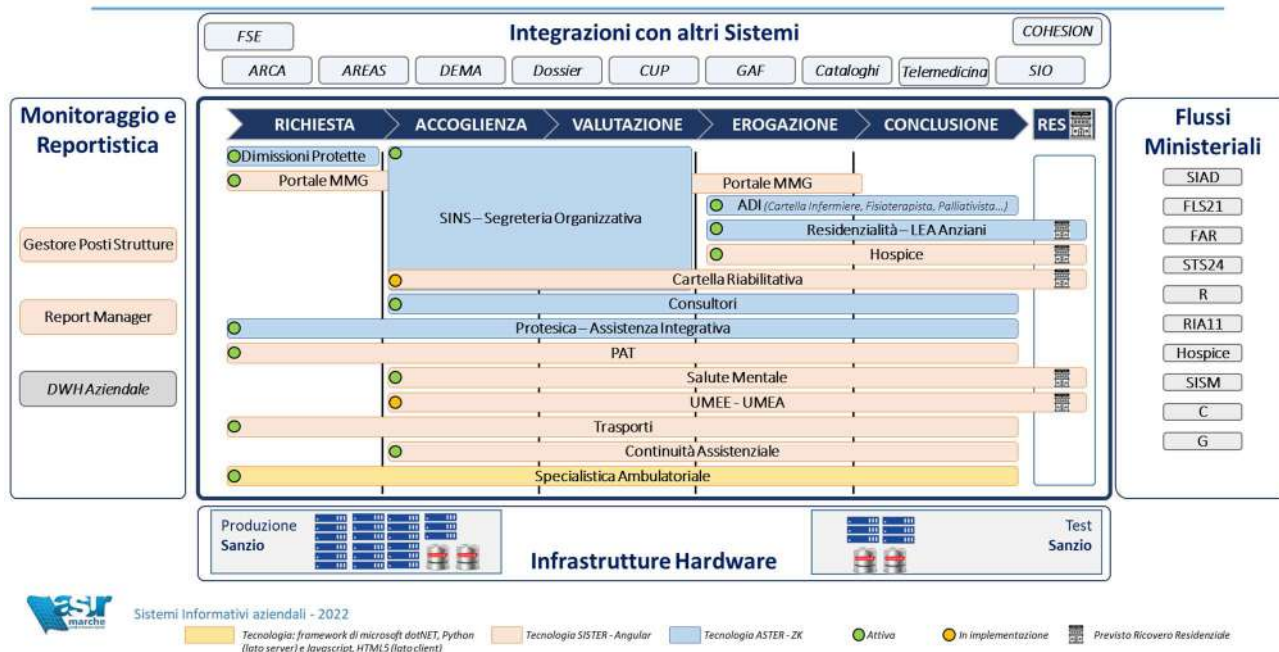 Integrazioni con altri Sistemi
FSE
COHESION
ARCA
AREAS
DEMA
Dossier
CUP
GAF
Cataloghi
Telemedicina
SIO
Monitoraggio e
Reportistica
Gestore Posti Strutture
Report Manager
DWH Aziendale
RICHIESTA
ACCOGLIENZA
VALUTAZIONE
EROGAZIONE
CONCLUSIONE
RES
Dimissioni Protette
Portale MMG
SINS – Segreteria Organizzativa
Portale MMG
ADI (Cartella Infermiere, Fisioterapista, Palliativista...)
Residenzialità – LEA Anziani
Hospice
Cartella Riabilitativa
Consultori
Protesica – Assistenza Integrativa
PAT
Salute Mentale
UMEE - UMEA
Trasporti
Continuità Assistenziale
Specialistica Ambulatoriale
Flussi
Ministeriali
SIAD
FLS21
FAR
STS24
R
RIA11
Hospice
SISM
C
G
Produzione
Sanzio
Infrastrutture Hardware
Test
Sanzio
asur
marche
Sistemi Informativi aziendali - 2022
Tecnologia: framework di microsoft dotNET, Python
(lato server) e Javascript, HTML5 (lato client)
Tecnologia SISTER - Angular
Tecnologia ASTER - ZK
Attiva
In implementazione
Previsto Ricovero Residenziale